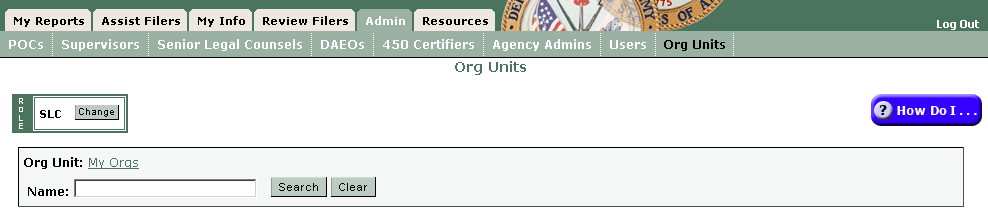 My Reports Assist Filers My Info Review Filers Admin Resources
Log Out
POCs Supervisors Senior Legal Counsels DAEOs 450 Certifiers Agency Admins Users Org Units
Org Units
ROLE SLC Change
? How Do I...
Org Unit: My Orgs
Name: Search Clear